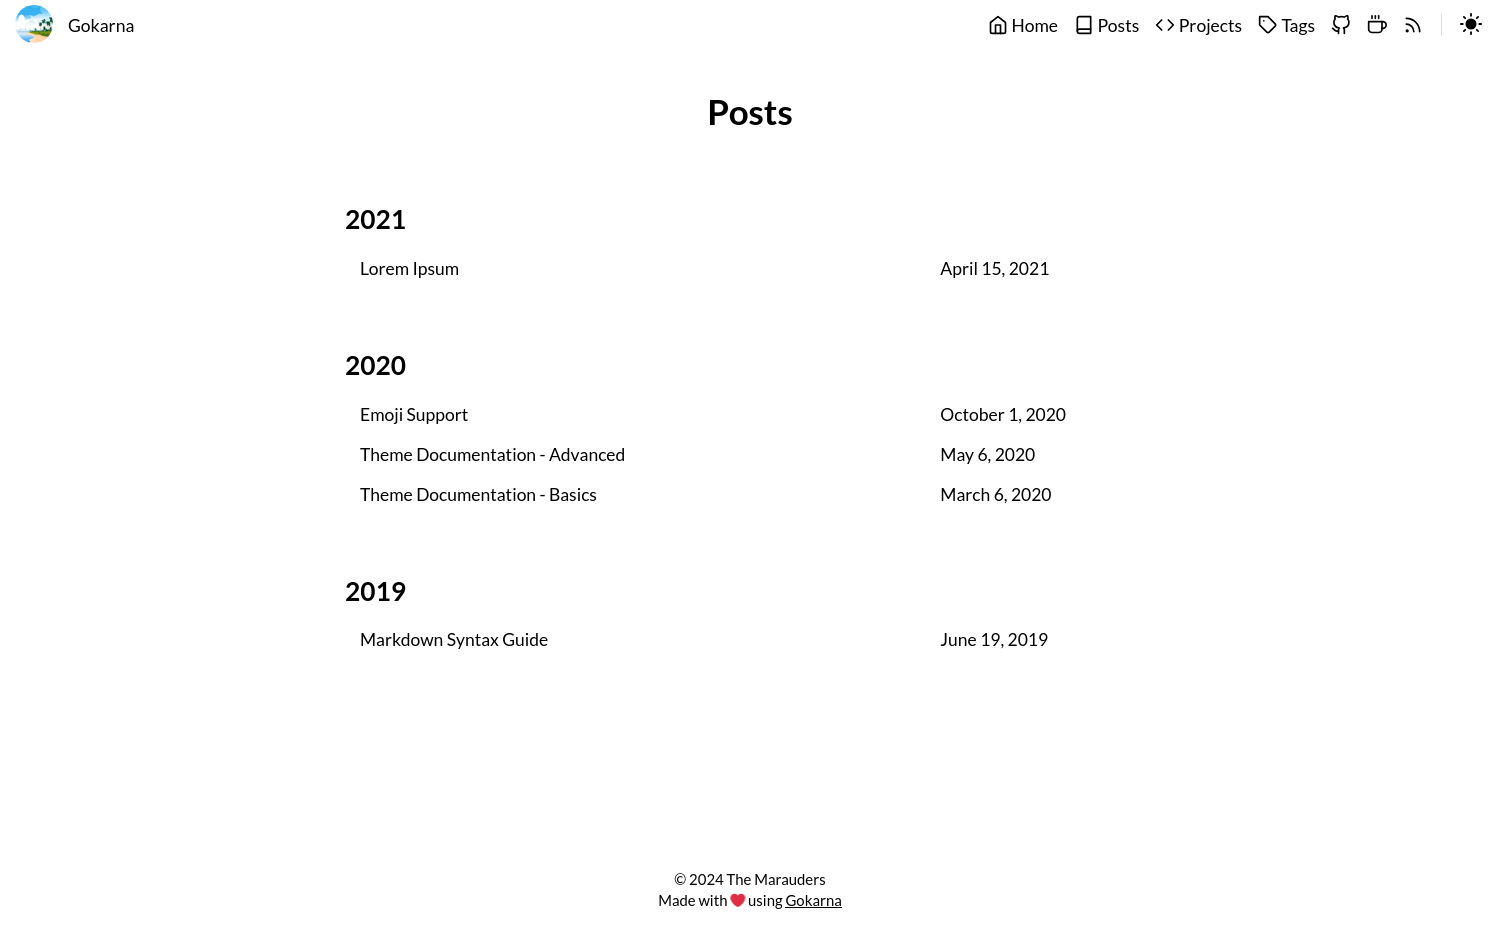 Gokarna Home Posts Projects Tags
Posts
2021
Lorem Ipsum April 15, 2021
2020
Emoji Support October 1, 2020
Theme Documentation - Advanced May 6, 2020
Theme Documentation - Basics March 6, 2020
2019
Markdown Syntax Guide June 19, 2019
© 2024 The Marauders
Made with ❤️ using Gokarna